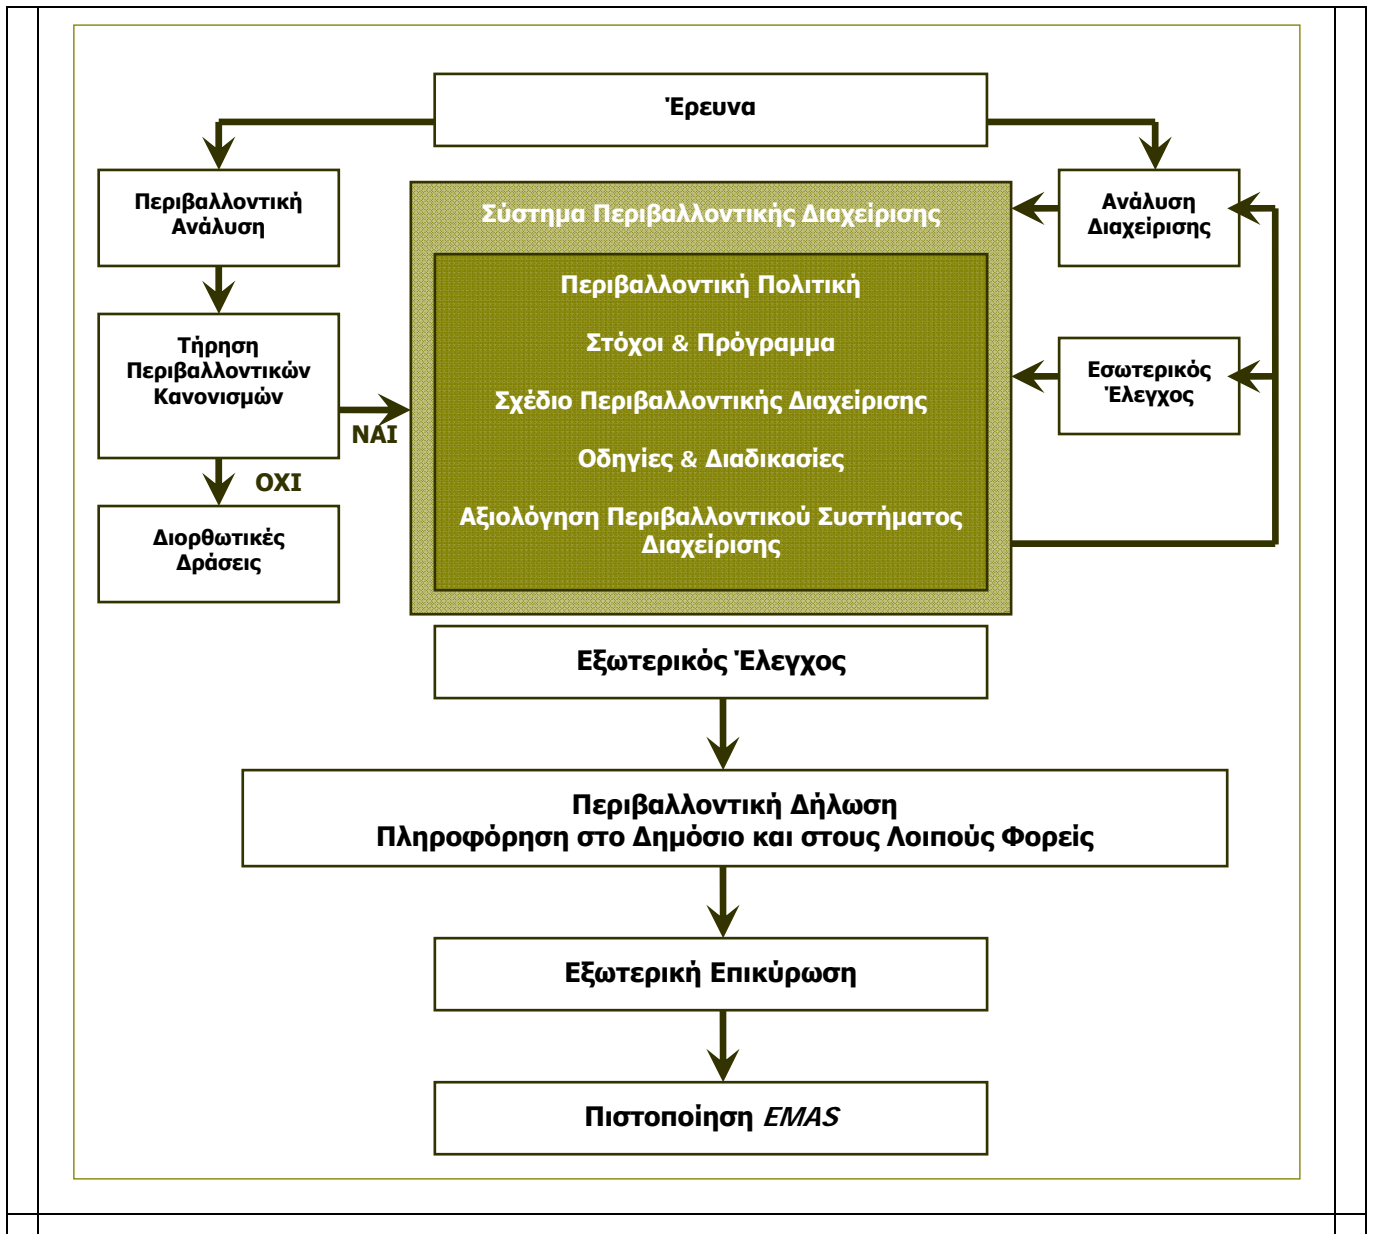 Έρευνα
Περιβαλλοντική
Ανάλυση
Σύστημα Περιβαλλοντικής Διαχείρισης
Ανάλυση
Διαχείρισης
Περιβαλλοντική Πολιτική
Στόχοι & Πρόγραμμα
Σχέδιο Περιβαλλοντικής Διαχείρισης
Οδηγίες & Διαδικασίες
Αξιολόγηση Περιβαλλοντικού Συστήματος
Διαχείρισης
Τήρηση
Περιβαλλοντικών
Κανονισμών
ΝΑΙ
ΟΧΙ
Εσωτερικός
Έλεγχος
Διορθωτικές
Δράσεις
Εξωτερικός Έλεγχος
Περιβαλλοντική Δήλωση
Πληροφόρηση στο Δημόσιο και στους Λοιπούς Φορείς
Εξωτερική Επικύρωση
Πιστοποίηση EMAS